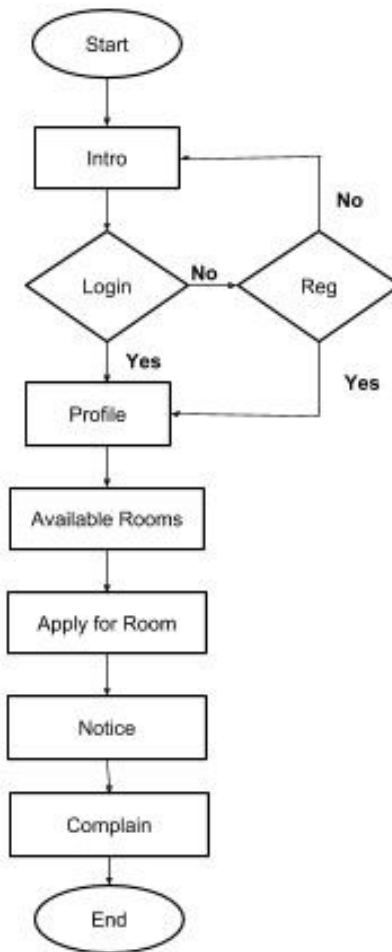 Start
Intro
No
Login
No
Reg
Yes
Yes
Profile
Available Rooms
Apply for Room
Notice
Complain
End